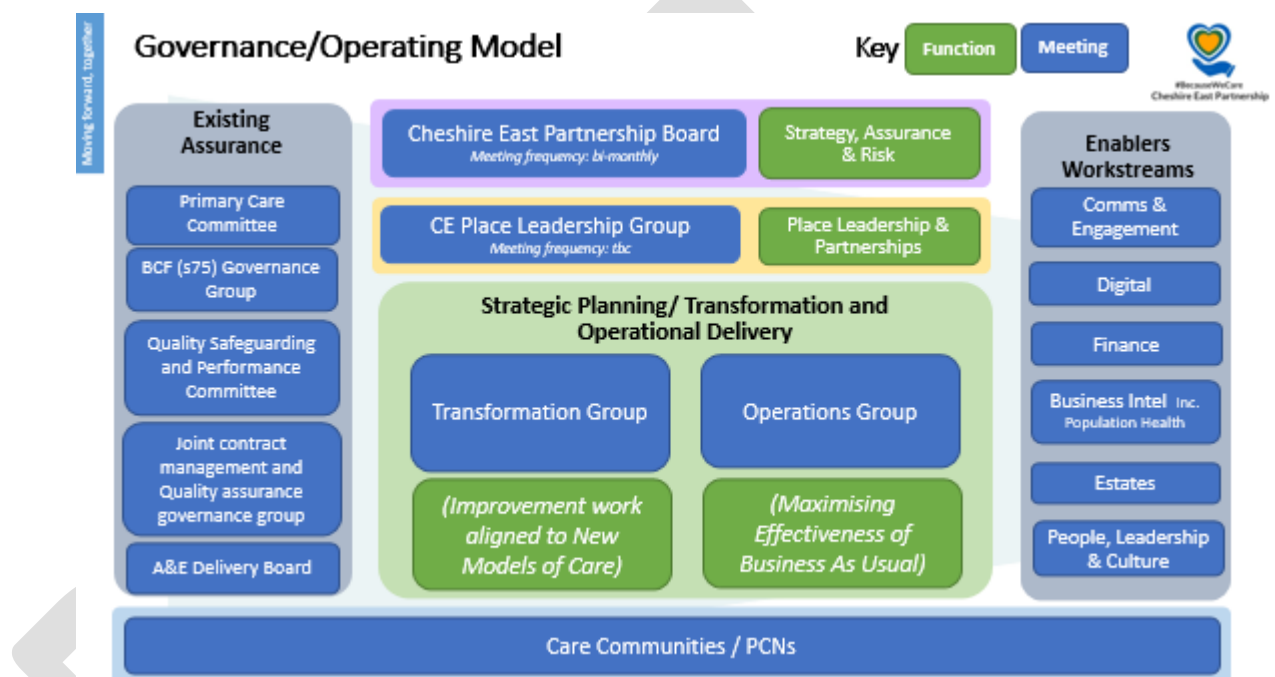 Moving forward, together
Governance/Operating Model
Key
Function
Meeting
#BecauseWeCare
Cheshire East Partnership
Existing
Assurance
Primary Care
Committee
BCF (s75) Governance
Group
Quality Safeguarding
and Performance
Committee
Joint contract
management and
Quality assurance
governance group
A&E Delivery Board
Cheshire East Partnership Board
Meeting frequency: bi-monthly
Strategy, Assurance
& Risk
CE Place Leadership Group
Meeting frequency: tbc
Place Leadership &
Partnerships
Strategic Planning/ Transformation and
Operational Delivery
Transformation Group
Operations Group
(Improvement work
aligned to New
Models of Care)
(Maximising
Effectiveness of
Business As Usual)
Enablers
Workstreams
Comms &
Engagement
Digital
Finance
Business Intel Inc.
Population Health
Estates
People, Leadership
& Culture
Care Communities / PCNs